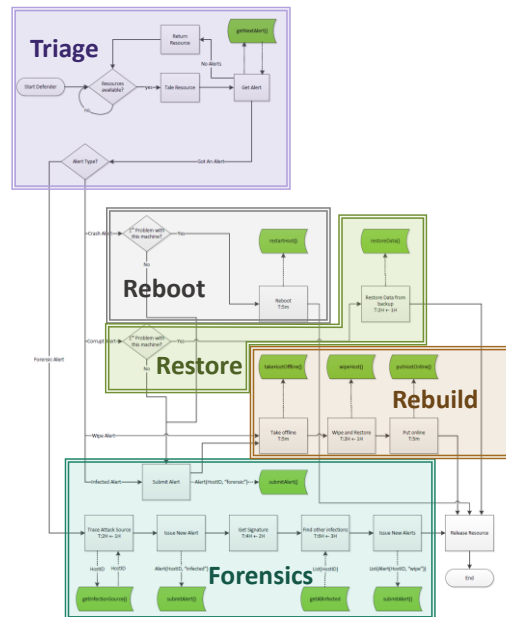 Triage
Return
Resource
getNextAlert()
No Alerts
Start Defender
Resources
available?
yes
Take Resource
Get Alert
No
Alert Type?
Got An Alert
Crash Alert
1st Problem with
this machine?
Yes
restartHost()
restoreData()
No
Reboot
Reboot
T:5m
Restore Data from
backup
T:2H ± 1H
Corrupt Alert
1st Problem with
this machine?
Yes
Restore
Forensic Alert
No
takeHostOffline()
wipeHost()
putHostOnline()
Rebuild
Wipe Alert
Take offline
T:5m
Wipe and Restore
T:2H ± 1H
Put online
T:5m
Infected Alert
Submit Alert
Alert(HostID, "forensic")
submitAlert()
Trace Attack Source
T:2H ± 1H
Issue New Alert
Get Signature
T:4H ± 2H
Find other infections
T:6H ± 3H
Issue New Alerts
Release Resource
HostID
HostID
Alert(HostID, "infected")
Forensics
List(HostID)
List(Alert(HostID, "wipe"))
End
getInfectionSource()
submitAlert()
getAllInfected
submitAlert()